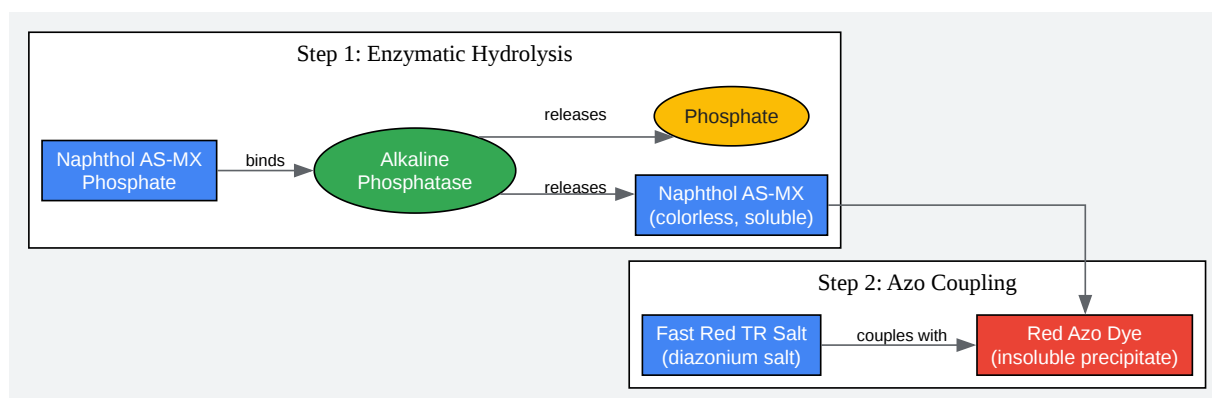 Step 1: Enzymatic Hydrolysis
Naphthol AS-MX
Phosphate
binds
Alkaline
Phosphatase
releases
Phosphate
releases
Naphthol AS-MX
(colorless, soluble)
Step 2: Azo Coupling
Fast Red TR Salt
(diazonium salt)
couples with
Red Azo Dye
(insoluble precipitate)